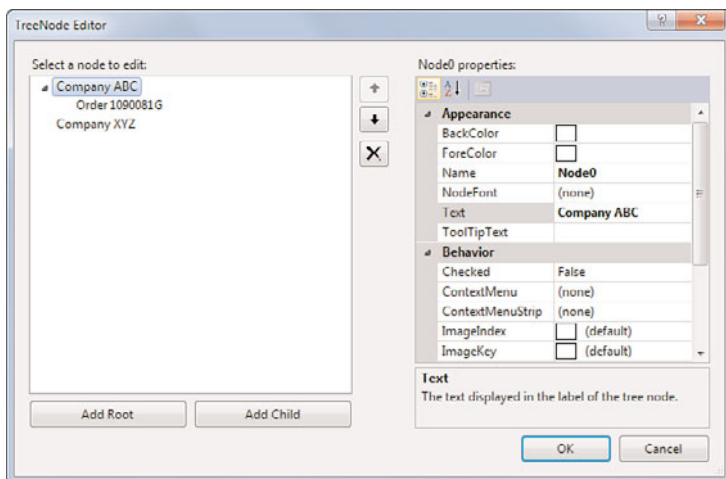 TreeNode Editor
Select a node to edit:
Company ABC
Order 1090081G
Company XYZ
Add Root
Add Child
Node0 properties:
Appearance
BackColor
ForeColor
Name Node0
NodeFont (none)
Text Company ABC
ToolTipText
Behavior
Checked False
ContextMenu (none)
ContextMenuStrip (none)
ImageIndex (default)
ImageKey (default)
Text
The text displayed in the label of the tree node.
OK
Cancel